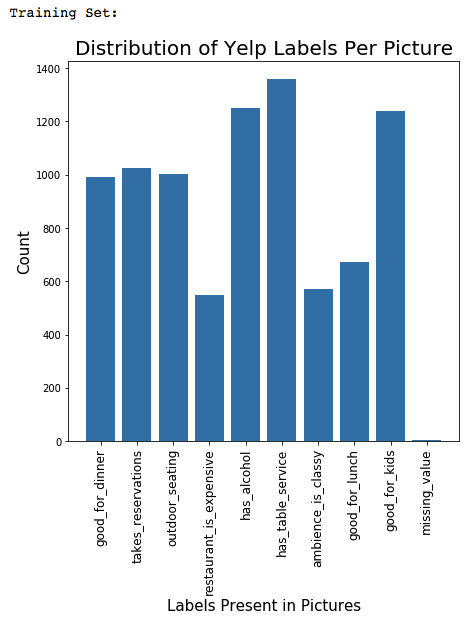 Training Set:
Distribution of Yelp Labels Per Picture
Count
1400
1200
1000
800
600
400
200
0
good_for_dinner
takes_reservations
outdoor_seating
restaurant_is_expensive
has_alcohol
has_table_service
ambience_is_classy
good_for_lunch
good_for_kids
missing_value
Labels Present in Pictures